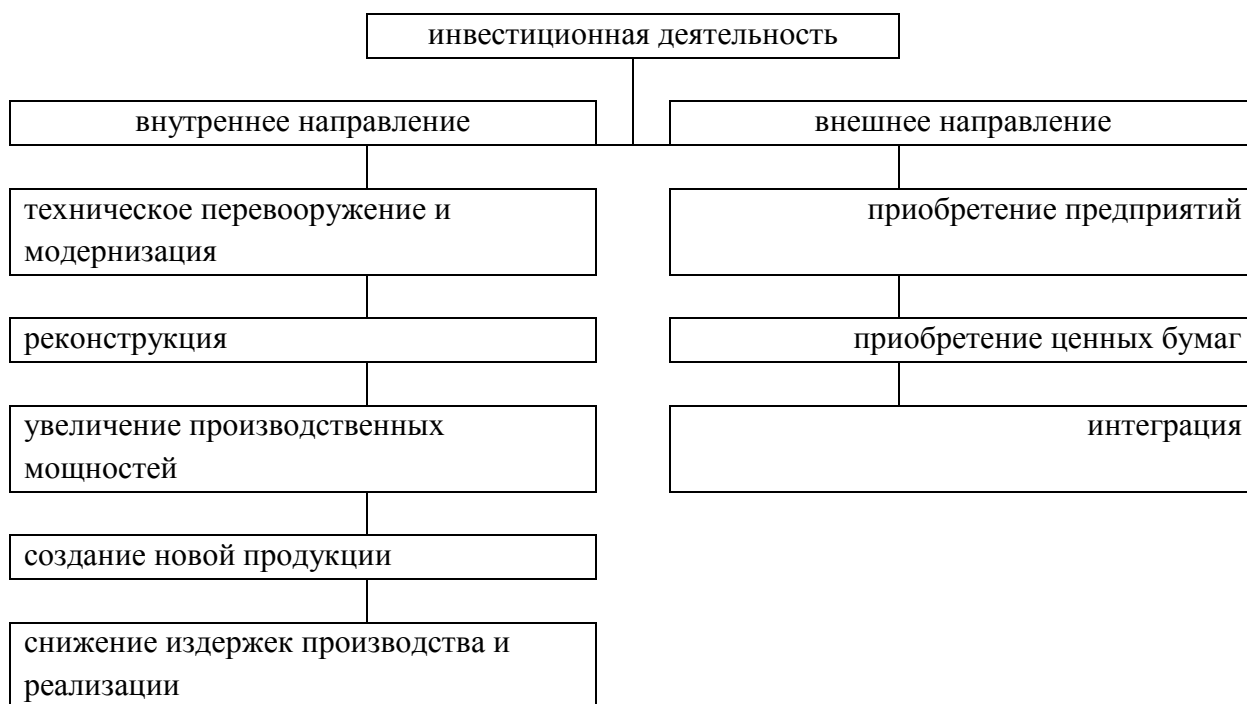 инвестиционная деятельность
внутреннее направление
внешнее направление
техническое перевооружение и
модернизация
приобретение предприятий
реконструкция
приобретение ценных бумаг
увеличение производственных
мощностей
интеграция
создание новой продукции
снижение издержек производства и
реализации